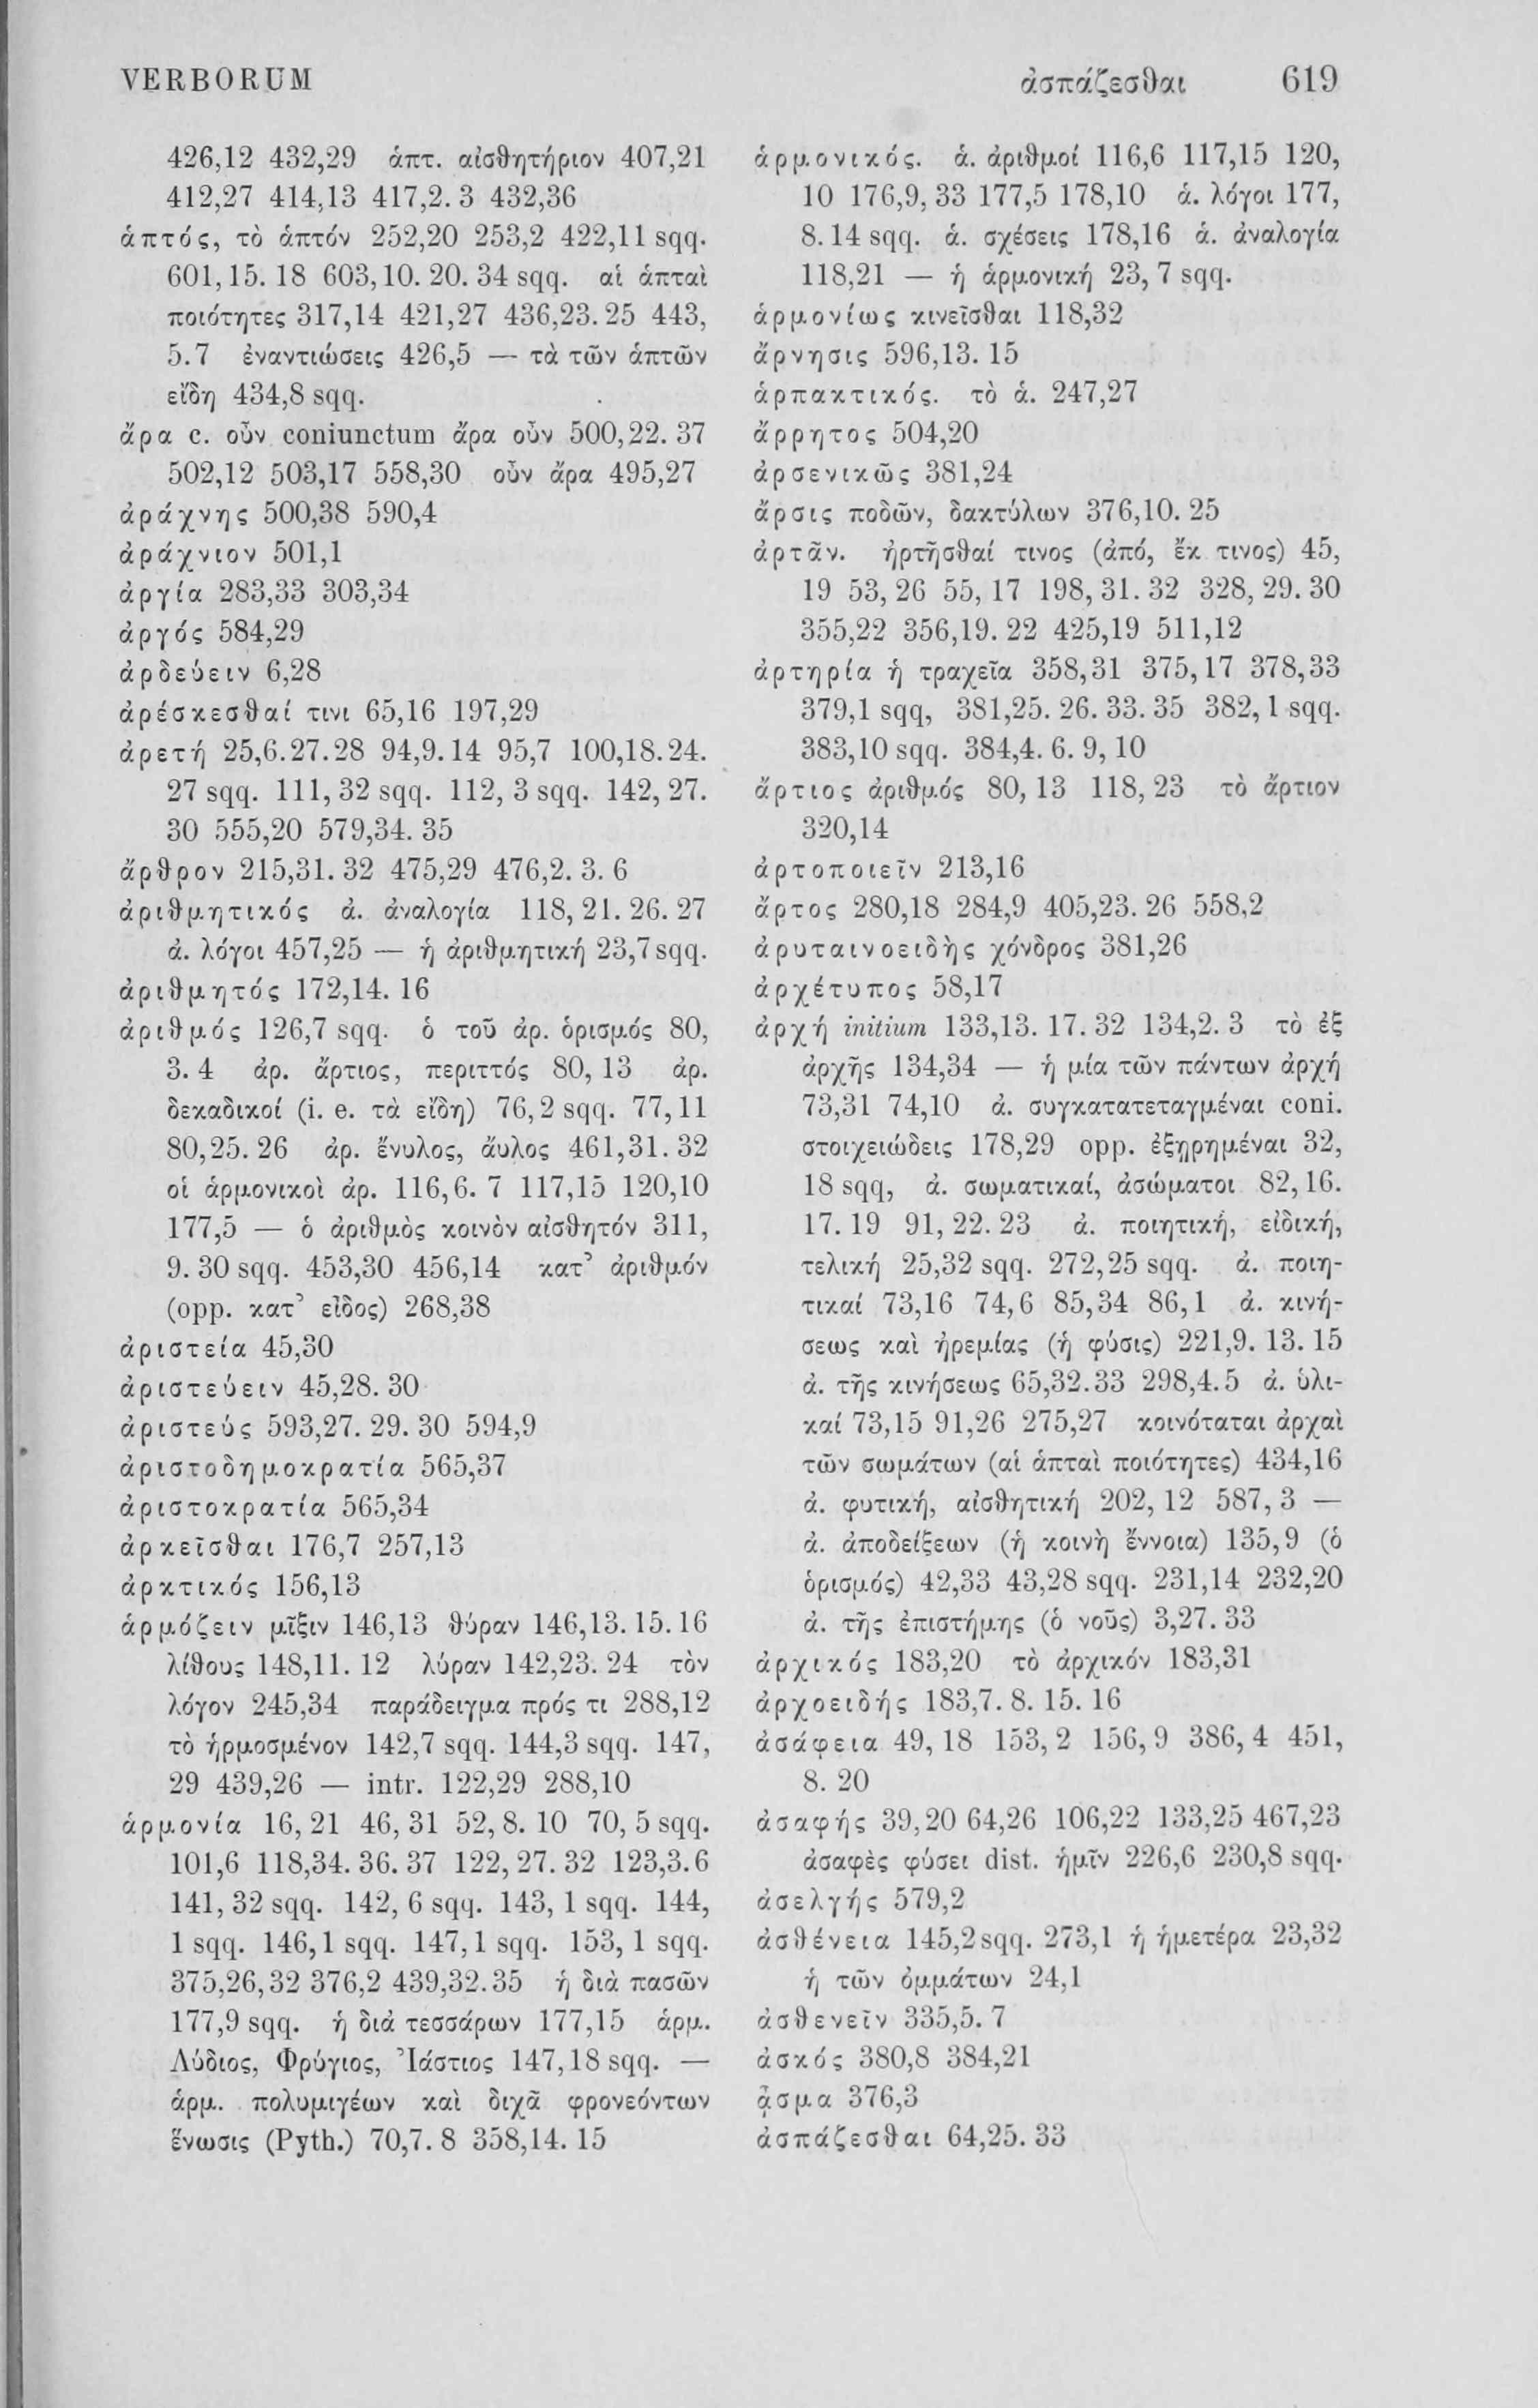 VERBORUM ἀσπάζεσθαι 619
426,12 432,29 ἁπτ. αἰσθητήριον 407,21
412,27 414,13 417,2. 3 432,36
ἁπτός, τὸ ἁπτόν 252,20 253,2 422,11 sqq.
601,15. 18 603,10. 20. 34 sqq. αἱ ἁπταὶ
ποιότητες 317,14 421,27 436,23. 25 443,
5. 7 ἐναντιώσεις 426,5 — τὰ τῶν ἁπτῶν
εἴδη 434,8 sqq.
ἄρα c. οὖν coniunctum ἄρα οὖν 500,22. 37
502,12 503,17 558,30 οὖν ἄρα 495,27
ἀράχνης 500,38 590,4
ἀράχνιον 501,1
ἀργία 283,33 303,34
ἀργός 584,29
ἀρδεύειν 6,28
ἀρέσκεσθαί τινι 65,16 197,29
ἀρετή 25,6. 27. 28 94,9. 14 95,7 100,18. 24.
27 sqq. 111, 32 sqq. 112, 3 sqq. 142, 27.
30 555,20 579,34. 35
ἄρθρον 215,31. 32 475,29 476,2. 3. 6
ἀριθμητικός ἀ. ἀναλογία 118, 21. 26. 27
ἀ. λόγοι 457,25 — ἡ ἀριθμητική 23,7 sqq.
ἀριθμητός 172,14. 16
ἀριθμός 126,7 sqq. ὁ τοῦ ἀρ. ὁρισμός 80,
3. 4 ἀρ. ἄρτιος, περιττός 80, 13 ἀρ.
δεκαδικοί (i. e. τὰ εἴδη) 76, 2 sqq. 77, 11
80,25. 26 ἀρ. ἔνυλος, ἄυλος 461,31. 32
οἱ ἁρμονικοὶ ἀρ. 116,6. 7 117,15 120,10
177,5 — ὁ ἀριθμὸς κοινὸν αἰσθητόν 311,
9. 30 sqq. 453,30 456,14 κατ᾽ ἀριθμόν
(opp. κατ᾽ εἶδος) 268,38
ἀριστεία 45,30
ἀριστεύειν 45,28. 30
ἀριστεύς 593,27. 29. 30 594,9
ἀριστοδημοκρατία 565,37
ἀριστοκρατία 565,34
ἀρκεῖσθαι 176,7 257,13
ἀρκτικός 156,13
ἁρμόζειν μῖξιν 146,13 θύραν 146,13. 15. 16
λίθους 148,11. 12 λύραν 142,23. 24 τὸν
λόγον 245,34 παράδειγμα πρός τι 288,12
τὸ ἡρμοσμένον 142,7 sqq. 144,3 sqq. 147,
29 439,26 — intr. 122,29 288,10
ἁρμονία 16, 21 46, 31 52, 8. 10 70, 5 sqq.
101,6 118,34. 36. 37 122, 27. 32 123,3. 6
141, 32 sqq. 142, 6 sqq. 143, 1 sqq. 144,
1 sqq. 146,1 sqq. 147,1 sqq. 153, 1 sqq.
375,26,32 376,2 439,32. 35 ἡ διὰ πασῶν
177,9 sqq. ἡ διὰ τεσσάρων 177,15 ἁρμ.
Λύδιος, Φρύγιος, Ἰάστιος 147,18 sqq. —
ἁρμ. πολυμιγέων καὶ διχᾶ φρονεόντων
ἕνωσις (Pyth.) 70,7. 8 358,14. 15
ἁρμονικός. ἁ. ἀριθμοί 116,6 117,15 120,
10 176,9, 33 177,5 178,10 ἁ. λόγοι 177,
8. 14 sqq. ἁ. σχέσεις 178,16 ἁ. ἀναλογία
118,21 — ἡ ἁρμονική 23, 7 sqq.
ἁρμονίως κινεῖσθαι 118,32
ἄρνησις 596,13. 15
ἁρπακτικός. τὸ ἁ. 247,27
ἄρρητος 504,20
ἀρσενικῶς 381,24
ἄρσις ποδῶν, δακτύλων 376,10. 25
ἀρτᾶν. ἠρτῆσθαί τινος (ἀπό, ἔκ τινος) 45,
19 53, 26 55, 17 198, 31. 32 328, 29. 30
355,22 356,19. 22 425,19 511,12
ἀρτηρία ἡ τραχεῖα 358,31 375,17 378,33
379,1 sqq, 381,25. 26. 33. 35 382, 1 sqq.
383,10 sqq. 384,4. 6. 9, 10
ἄρτιος ἀριθμός 80, 13 118, 23 τὸ ἄρτιον
320,14
ἀρτοποιεῖν 213,16
ἄρτος 280,18 284,9 405,23. 26 558,2
ἀρυταινοειδὴς χόνδρος 381,26
ἀρχέτυπος 58,17
ἀρχή initium 133,13. 17. 32 134,2. 3 τὸ ἐξ
ἀρχῆς 134,34 — ἡ μία τῶν πάντων ἀρχή
73,31 74,10 ἀ. συγκατατεταγμέναι coni.
στοιχειώδεις 178,29 opp. ἐξῃρημέναι 32,
18 sqq, ἀ. σωματικαί, ἀσώματοι 82, 16.
17. 19 91, 22. 23 ἀ. ποιητική, εἰδική,
τελική 25,32 sqq. 272,25 sqq. ἀ. ποιη-
τικαί 73,16 74,6 85,34 86,1 ἀ. κινή-
σεως καὶ ἠρεμίας (ἡ φύσις) 221,9. 13. 15
ἀ. τῆς κινήσεως 65,32. 33 298,4. 5 ἀ. ὑλι-
καί 73,15 91,26 275,27 κοινόταται ἀρχαὶ
τῶν σωμάτων (αἱ ἁπταὶ ποιότητες) 434,16
ἀ. φυτική, αἰσθητική 202, 12 587, 3 —
ἀ. ἀποδείξεων (ἡ κοινὴ ἔννοια) 135, 9 (ὁ
ὁρισμός) 42,33 43,28 sqq. 231,14 232,20
ἀ. τῆς ἐπιστήμης (ὁ νοῦς) 3,27. 33
ἀρχικός 183,20 τὸ ἀρχικόν 183,31
ἀρχοειδής 183,7. 8. 15. 16
ἀσάφεια 49, 18 153, 2 156, 9 386, 4 451,
8. 20
ἀσαφής 39,20 64,26 106,22 133,25 467,23
ἀσαφὲς φύσει dist. ἡμῖν 226,6 230,8 sqq.
ἀσελγής 579,2
ἀσθένεια 145,2 sqq. 273,1 ἡ ἡμετέρα 23,32
ἡ τῶν ὀμμάτων 24,1
ἀσθενεῖν 335,5. 7
ἀσκός 380,8 384,21
ᾆσμα 376,3
ἀσπάζεσθαι 64,25. 33